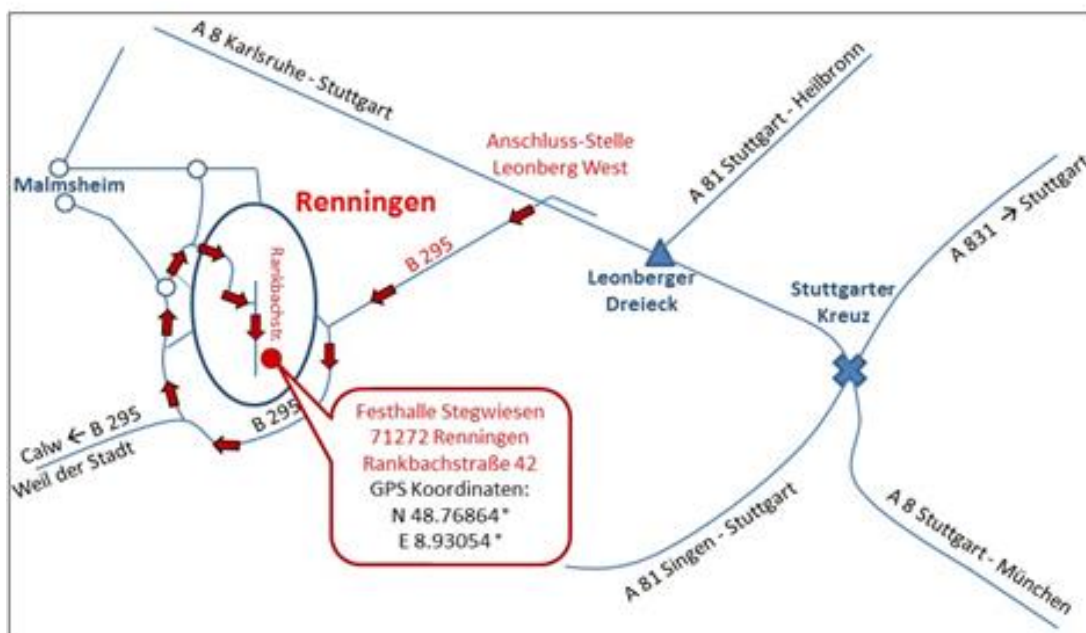 A 8 Karlsruhe - Stuttgart
A 81 Stuttgart - Heilbronn
Anschluss-Stelle
Leonberg West
A 831 → Stuttgart
Malmsheim
Renningen
B 295
Rankbachstr.
Leonberger
Dreieck
Stuttgarter
Kreuz
Calw ← B 295
Weil der Stadt
B 295
Festhalle Stegwiesen
71272 Renningen
Rankbachstraße 42
GPS Koordinaten:
N 48.76864°
E 8.93054°
A 81 Singen - Stuttgart
A 8 Stuttgart - München